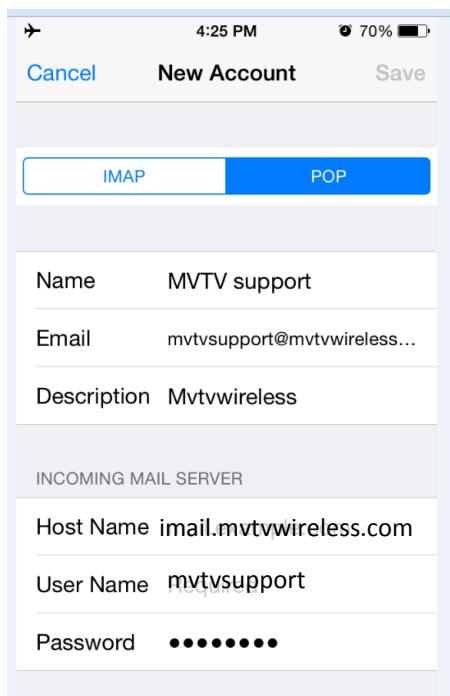 4:25 PM 70%
Cancel New Account Save
IMAP POP
Name MVTV support
Email mvtvsupport@mvtvwireless...
Description Mvtvwireless
INCOMING MAIL SERVER
Host Name imail.mvtvwireless.com
User Name mvtvsupport
Password ●●●●●●●●